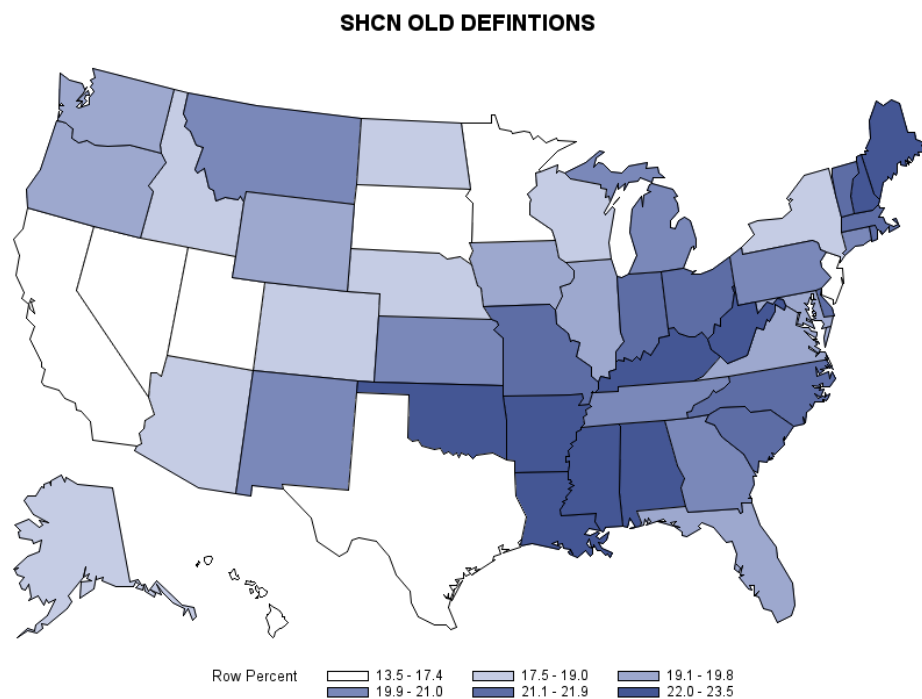 SHCN OLD DEFINTIONS
Row Percent 13.5 - 17.4 17.5 - 19.0 19.1 - 19.8
19.9 - 21.0 21.1 - 21.9 22.0 - 23.5